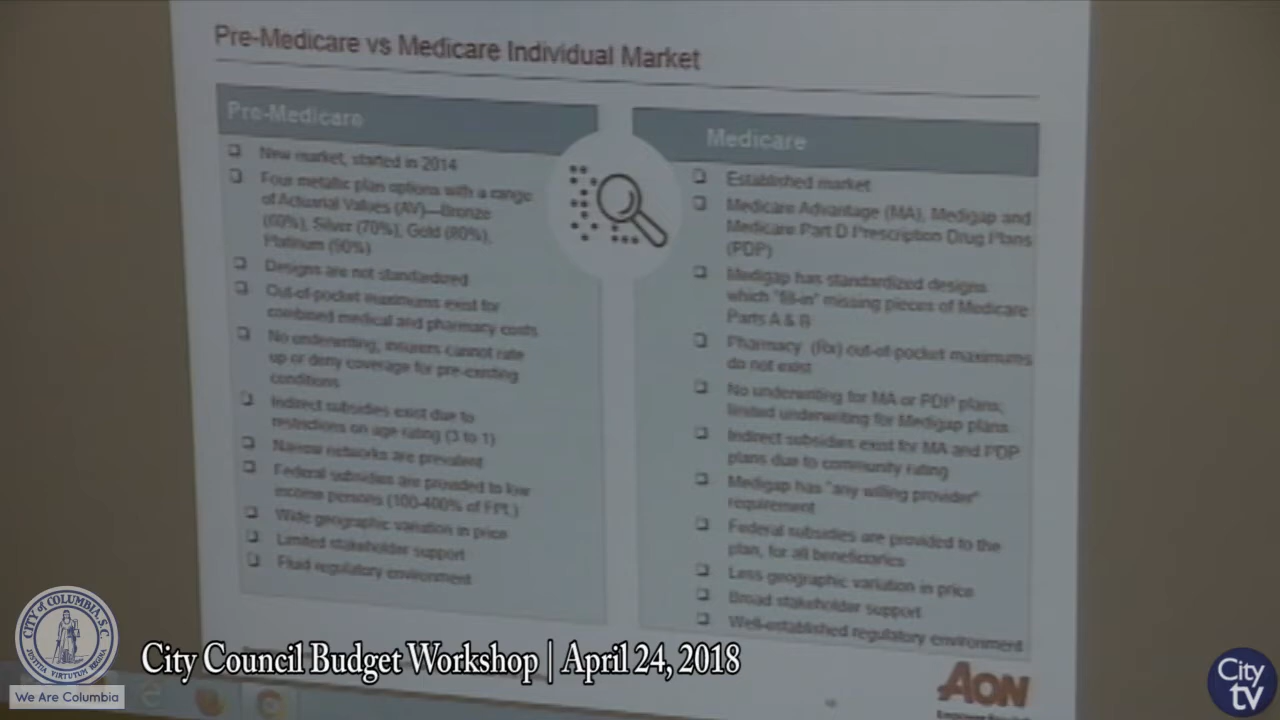 Pre-Medicare vs Medicare Individual Market
Pre-Medicare
❑ New market, started in 2014
❑ Four metallic plan options with a range
of Actuarial Values (AV)—Bronze
(60%), Silver (70%), Gold (80%),
Platinum (90%)
❑ Designs are not standardized
❑ Out-of-pocket maximums exist for
combined medical and pharmacy costs
❑ No underwriting, insurers cannot rate
up or deny coverage for pre-existing
conditions
❑ Indirect subsidies exist due to
restrictions on age rating (3 to 1)
❑ Narrow networks are prevalent
❑ Federal subsidies are provided to low
income persons (100-400% of FPL)
❑ Wide geographic variation in price
❑ Limited stakeholder support
❑ Fluid regulatory environment
Medicare
❑ Established market
❑ Medicare Advantage (MA), Medigap and
Medicare Part D Prescription Drug Plans
(PDP)
❑ Medigap has standardized designs
which "fill-in" missing pieces of Medicare
Parts A & B
❑ Pharmacy (Rx) out-of-pocket maximums
do not exist
❑ No underwriting for MA or PDP plans;
limited underwriting for Medigap plans
❑ Indirect subsidies exist for MA and PDP
plans due to community rating
❑ Medigap has "any willing provider"
requirement
❑ Federal subsidies are provided to the
plan, for all beneficiaries
❑ Less geographic variation in price
❑ Broad stakeholder support
❑ Well-established regulatory environment
AON
CITY of COLUMBIA, S.C.
JUSTITIA VIRTUTUM REGINA
We Are Columbia
City Council Budget Workshop | April 24, 2018
City
tv